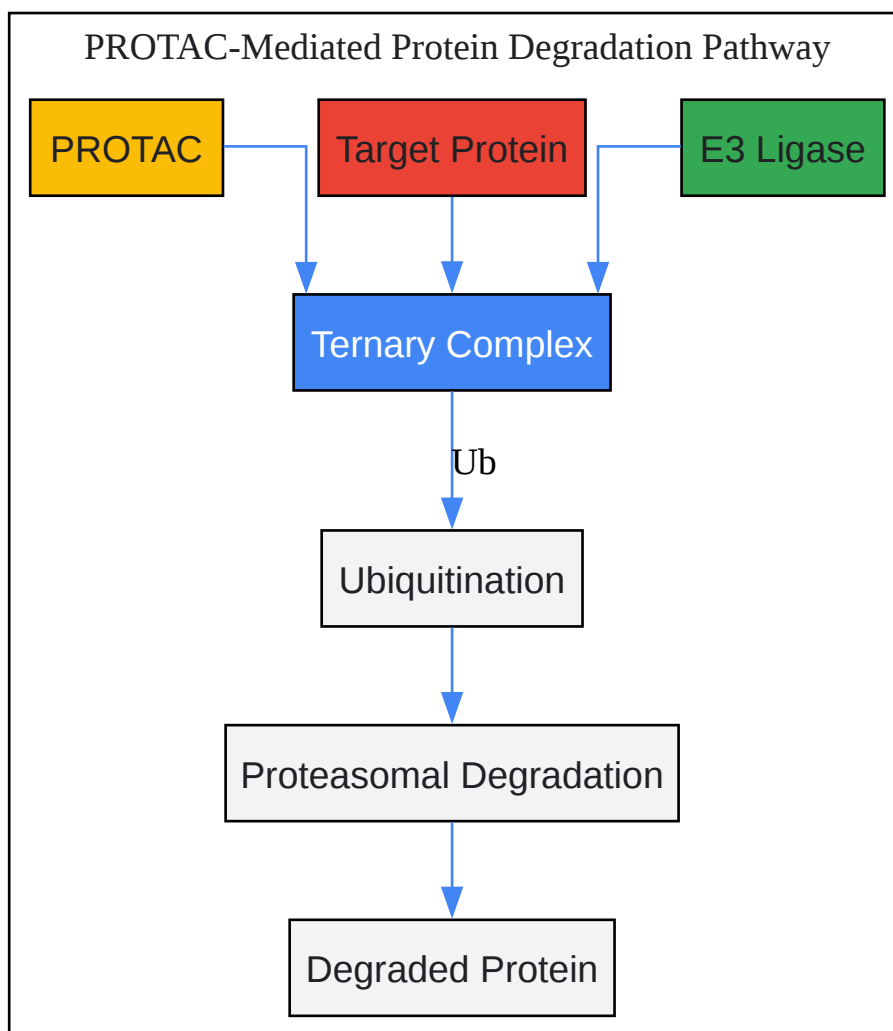 PROTAC-Mediated Protein Degradation Pathway
PROTAC
Target Protein
E3 Ligase
Ternary Complex
Ub
Ubiquitination
Proteasomal Degradation
Degraded Protein